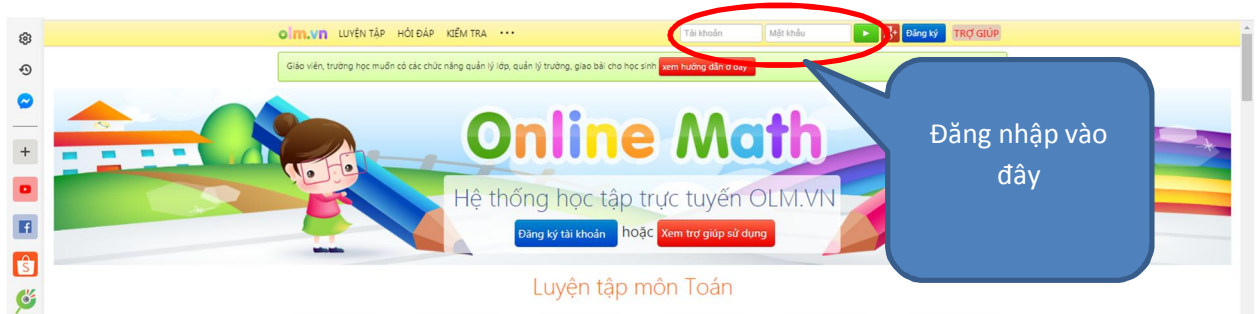 olm.vn LUYỆN TẬP HỎI ĐÁP KIỂM TRA ••• Tài khoản Mật khẩu Đăng ký TRỢ GIÚP
Giáo viên, trường học muốn có các chức năng quản lý lớp, quản lý trường, giao bài cho học sinh xem hướng dẫn ở đây
Đăng nhập vào
đây
Online Math
Hệ thống học tập trực tuyến OLM.VN
Đăng ký tài khoản hoặc Xem trợ giúp sử dụng
Luyện tập môn Toán